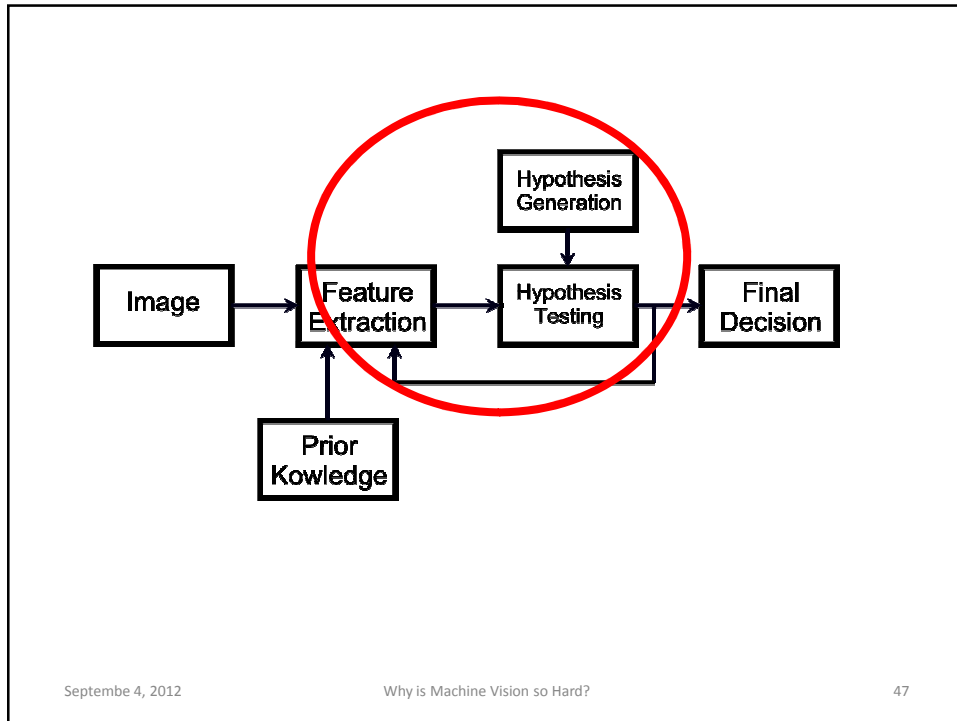 Hypothesis
Generation
Image
Feature
Extraction
Hypothesis
Testing
Final
Decision
Prior
Kowledge
Septembe 4, 2012
Why is Machine Vision so Hard?
47